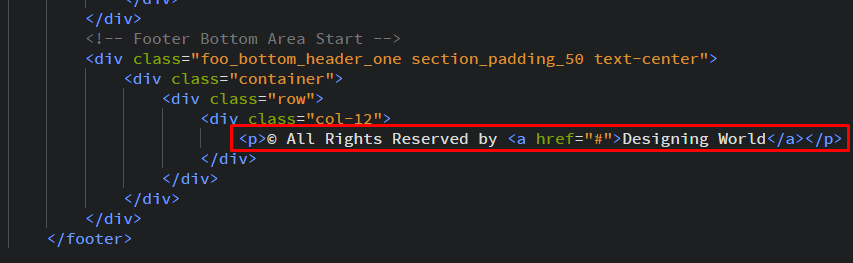 </div>
</div>
<!-- Footer Bottom Area Start -->
<div class="foo_bottom_header_one section_padding_50 text-center">
<div class="container">
<div class="row">
<div class="col-12">
<p>© All Rights Reserved by <a href="#">Designing World</a></p>
</div>
</div>
</div>
</div>
</footer>